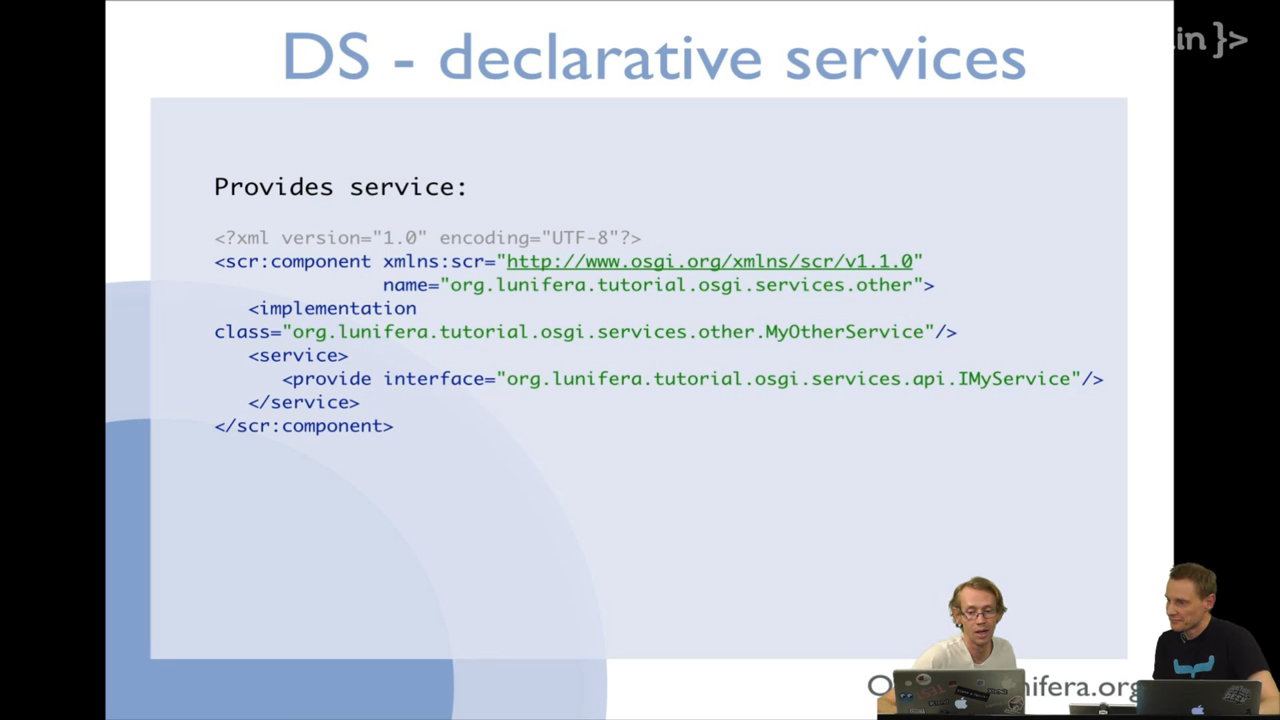 .in }>
DS - declarative services
Provides service:
<?xml version="1.0" encoding="UTF-8"?>
<scr:component xmlns:scr="http://www.osgi.org/xmlns/scr/v1.1.0"
name="org.lunifera.tutorial.osgi.services.other">
<implementation
class="org.lunifera.tutorial.osgi.services.other.MyOtherService"/>
<service>
<provide interface="org.lunifera.tutorial.osgi.services.api.IMyService"/>
</service>
</scr:component>
nifera.org